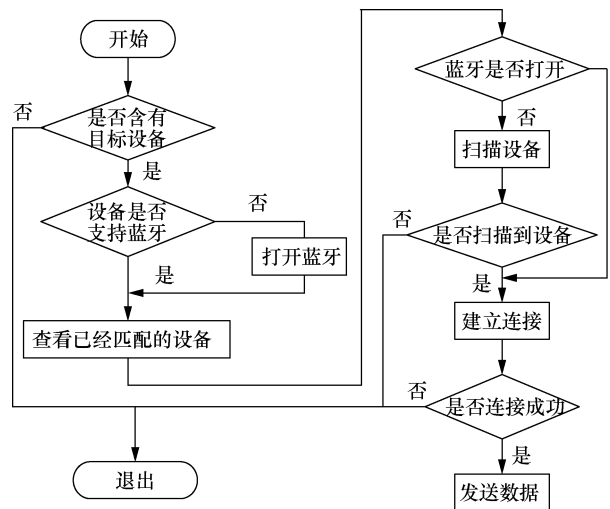 开始
否
是否含有
目标设备
是
设备是否
支持蓝牙
否
打开蓝牙
是
查看已经匹配的设备
退出
蓝牙是否打开
否
扫描设备
否
是否扫描到设备
是
建立连接
否
是否连接成功
是
发送数据